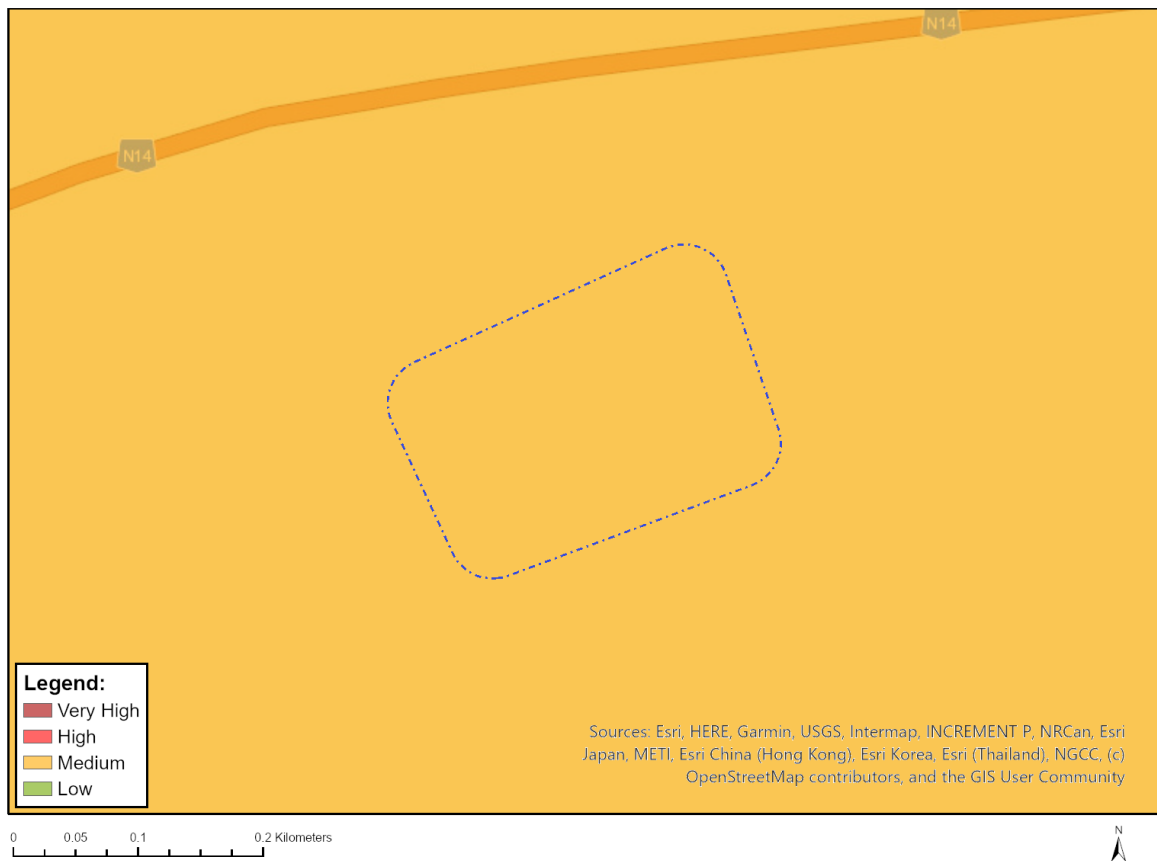 N14
N14
Legend:
Very High
High
Medium
Low
Sources: Esri, HERE, Garmin, USGS, Intermap, INCREMENT P, NRCan, Esri
Japan, METI, Esri China (Hong Kong), Esri Korea, Esri (Thailand), NGCC, (c)
OpenStreetMap contributors, and the GIS User Community
0 0.05 0.1 0.2 Kilometers
N